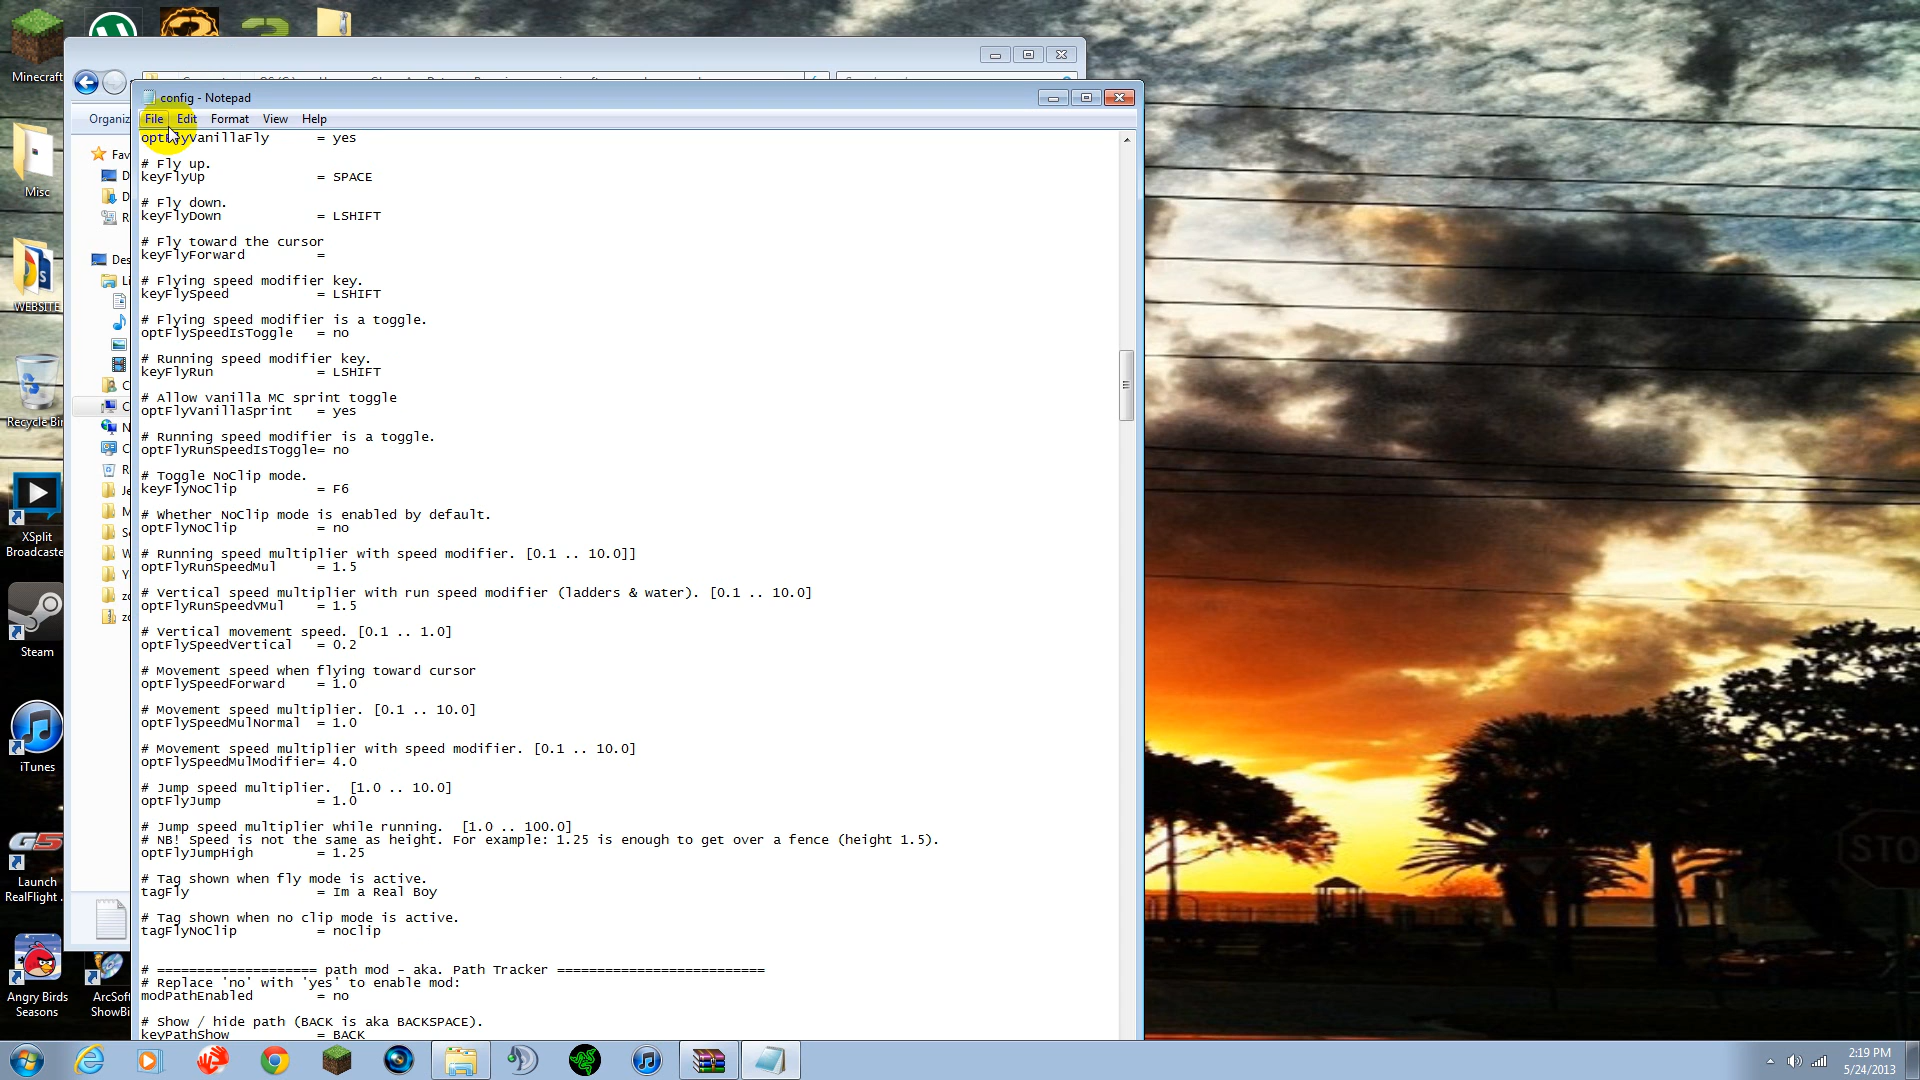 Minecraft
Misc
WEBSITE
Recycle Bin
XSplit
Broadcaster
Steam
iTunes
Launch
RealFlight ...
Angry Birds
Seasons
ArcSoft
ShowBi
Organiz
Fav
Des
config - Notepad
File Edit Format View Help
optFlyVanillaFly = yes
# Fly up.
keyFlyUp = SPACE
# Fly down.
keyFlyDown = LSHIFT
# Fly toward the cursor
keyFlyForward =
# Flying speed modifier key.
keyFlySpeed = LSHIFT
# Flying speed modifier is a toggle.
optFlySpeedIsToggle = no
# Running speed modifier key.
keyFlyRun = LSHIFT
# Allow vanilla MC sprint toggle
optFlyVanillaSprint = yes
# Running speed modifier is a toggle.
optFlyRunSpeedIsToggle= no
# Toggle NoClip mode.
keyFlyNoClip = F6
# Whether NoClip mode is enabled by default.
optFlyNoClip = no
# Running speed multiplier with speed modifier. [0.1 .. 10.0]]
optFlyRunSpeedMul = 1.5
# Vertical speed multiplier with run speed modifier (ladders & water). [0.1 .. 10.0]
optFlyRunSpeedVMul = 1.5
# Vertical movement speed. [0.1 .. 1.0]
optFlySpeedVertical = 0.2
# Movement speed when flying toward cursor
optFlySpeedForward = 1.0
# Movement speed multiplier. [0.1 .. 10.0]
optFlySpeedMulNormal = 1.0
# Movement speed multiplier with speed modifier. [0.1 .. 10.0]
optFlySpeedMulModifier= 4.0
# Jump speed multiplier. [1.0 .. 10.0]
optFlyJump = 1.0
# Jump speed multiplier while running. [1.0 .. 100.0]
# NB! Speed is not the same as height. For example: 1.25 is enough to get over a fence (height 1.5).
optFlyJumpHigh = 1.25
# Tag shown when fly mode is active.
tagFly = Im a Real Boy
# Tag shown when no clip mode is active.
tagFlyNoClip = noclip
# ==================== path mod - aka. Path Tracker ==========================
# Replace 'no' with 'yes' to enable mod:
modPathEnabled = no
# Show / hide path (BACK is aka BACKSPACE).
keyPathShow = BACK
STO
2:19 PM
5/24/2013